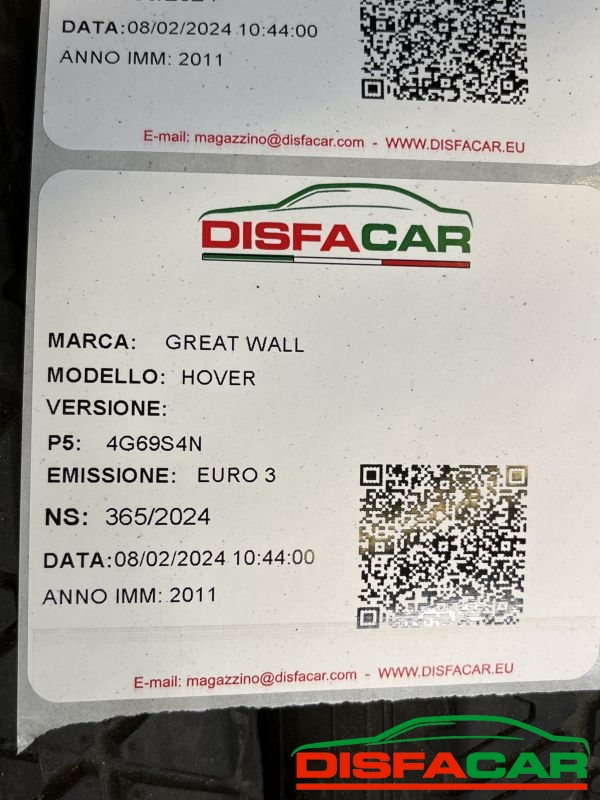 DATA:08/02/2024 10:44:00
ANNO IMM: 2011
E-mail: magazzino@disfacar.com - WWW.DISFACAR.EU
DISFACAR
MARCA: GREAT WALL
MODELLO: HOVER
VERSIONE:
P5: 4G69S4N
EMISSIONE: EURO 3
NS: 365/2024
DATA:08/02/2024 10:44:00
ANNO IMM: 2011
E-mail: magazzino@disfacar.com - WWW.DISFACAR.EU
DISFACAR